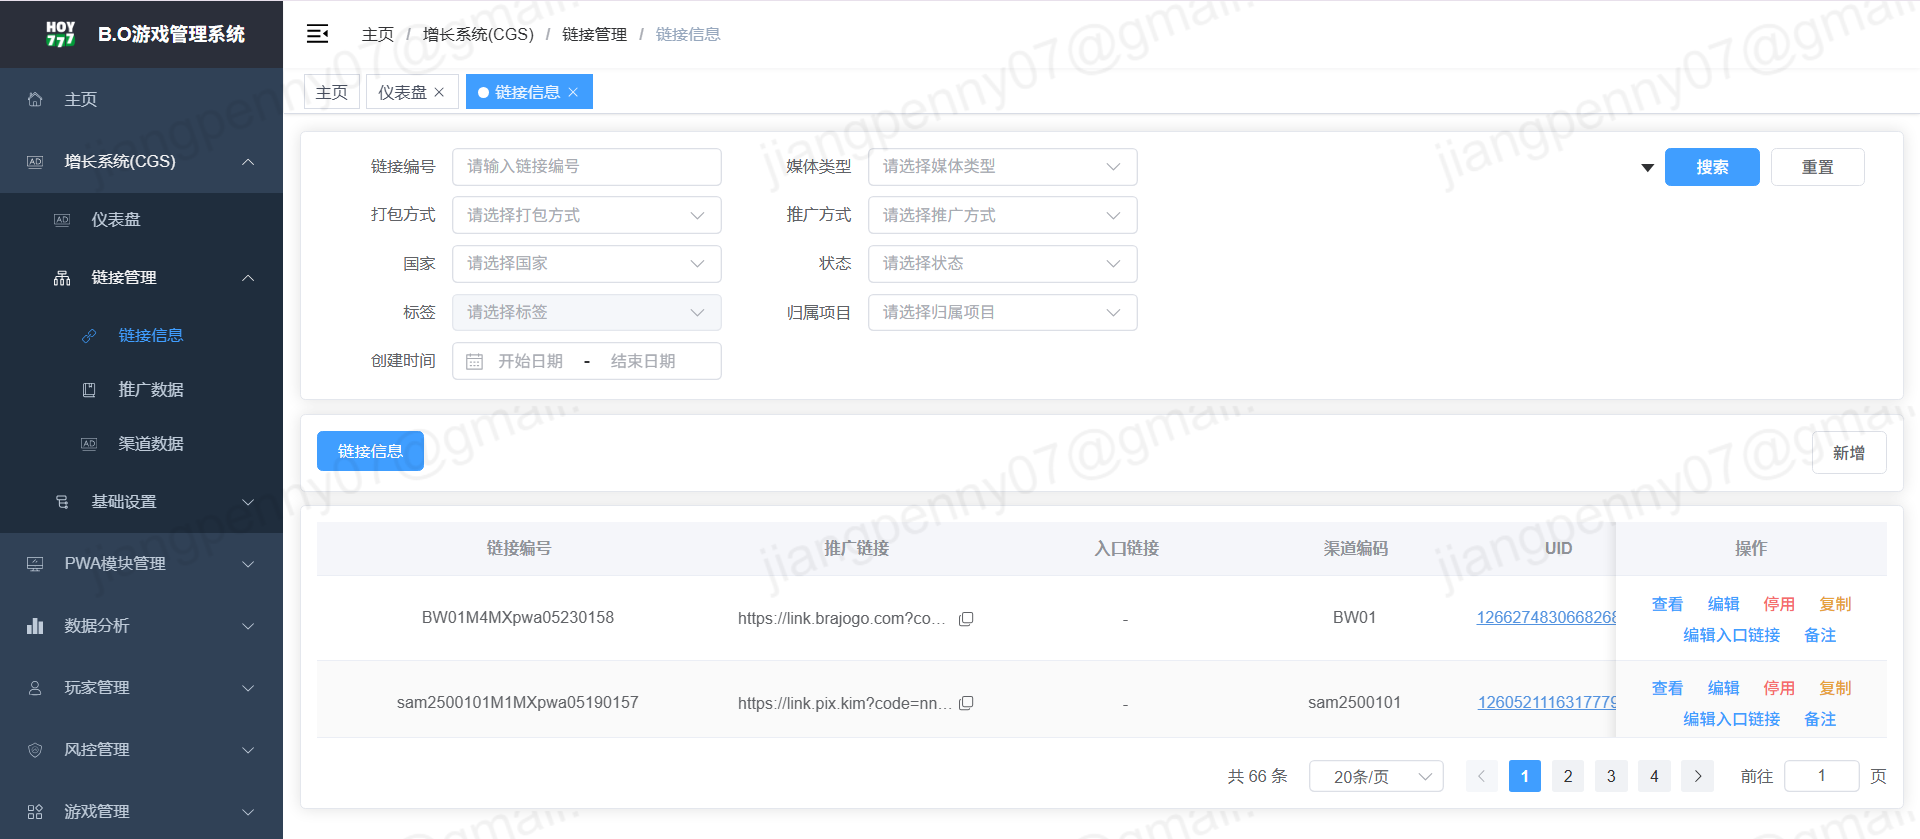 HOY
777
B.O游戏管理系统
主页 / 增长系统(CGS) / 链接管理 / 链接信息
主页 仪表盘 链接信息
主页
增长系统(CGS)
仪表盘
链接管理
链接信息
推广数据
渠道数据
基础设置
PWA模块管理
数据分析
玩家管理
风控管理
游戏管理
链接编号 请输入链接编号 媒体类型 请选择媒体类型 搜索 重置
打包方式 请选择打包方式 推广方式 请选择推广方式
国家 请选择国家 状态 请选择状态
标签 请选择标签 归属项目 请选择归属项目
创建时间 开始日期 - 结束日期
链接信息 新增
链接编号 推广链接 入口链接 渠道编码 UID 操作
BW01M4MXpwa05230158 https://link.brajogo.com?co... - BW01 126627483066826 查看 编辑 停用 复制
编辑入口链接 备注
sam2500101M1MXpwa05190157 https://link.pix.kim?code=nn... - sam2500101 126052111631777 查看 编辑 停用 复制
编辑入口链接 备注
共 66 条 20条/页 1 2 3 4 前往 1 页
jiangpenny07@gmail.